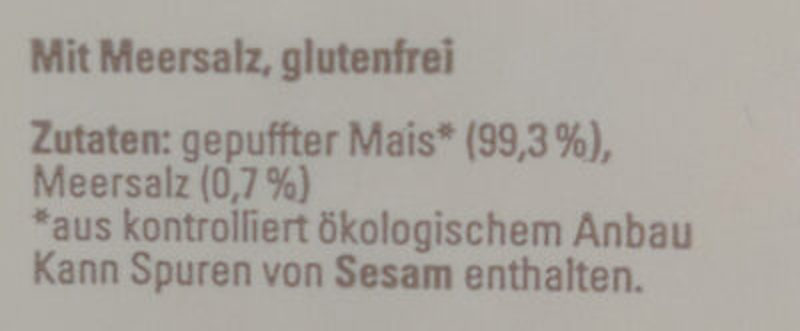 Mit Meersalz, glutenfrei
Zutaten: gepuffter Mais* (99,3 %),
Meersalz (0,7 %)
*aus kontrolliert ökologischem Anbau
Kann Spuren von Sesam enthalten.